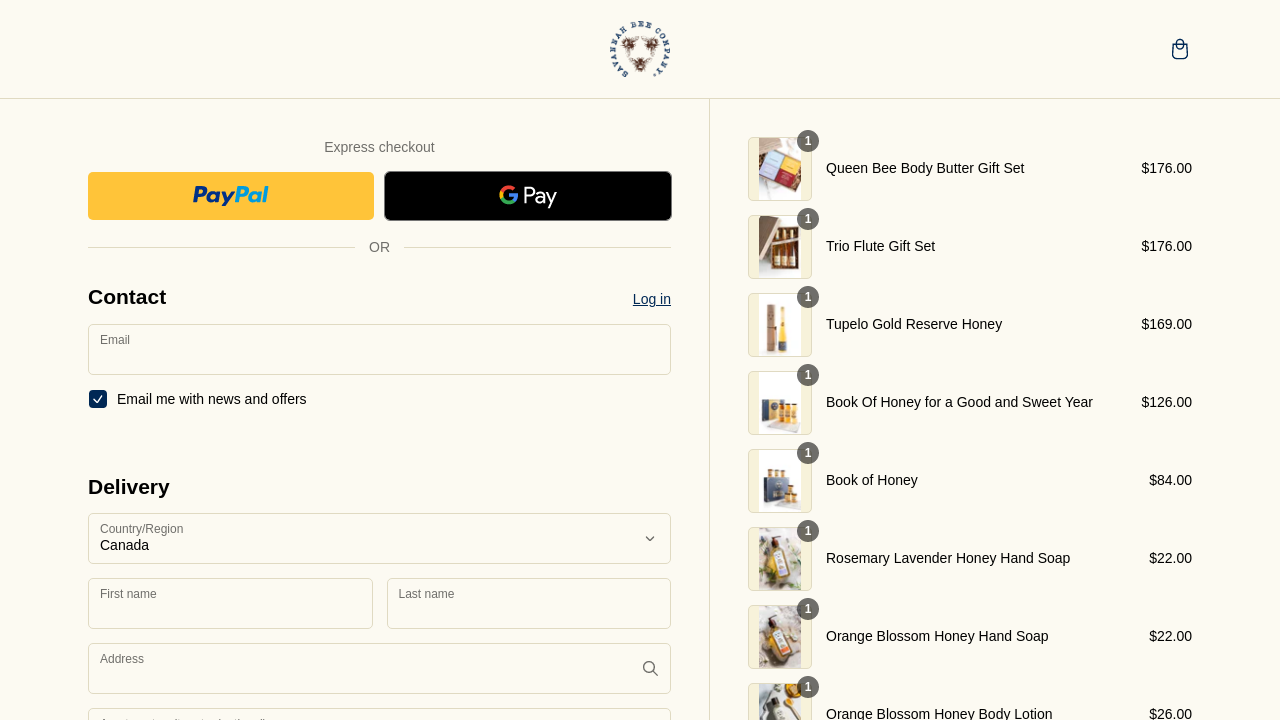 SAVANNAH BEE COMPANY
Express checkout
PayPal
G Pay
OR
Contact
Log in
Email
Email me with news and offers
Delivery
Country/Region
Canada
First name
Last name
Address
1
Queen Bee Body Butter Gift Set
$176.00
1
Trio Flute Gift Set
$176.00
1
Tupelo Gold Reserve Honey
$169.00
1
Book Of Honey for a Good and Sweet Year
$126.00
1
Book of Honey
$84.00
1
Rosemary Lavender Honey Hand Soap
$22.00
1
Orange Blossom Honey Hand Soap
$22.00
1
Orange Blossom Honey Body Lotion
$26.00